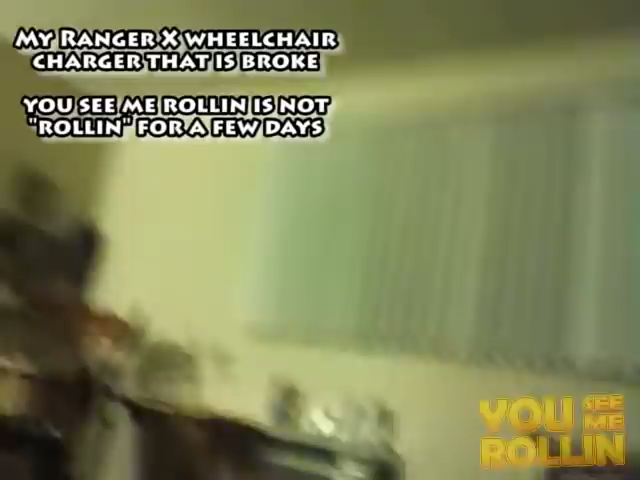 My Ranger X wheelchair
charger that is broke
you see me rollin is not
"rollin" for a few days
YOU SEE ME ROLLIN